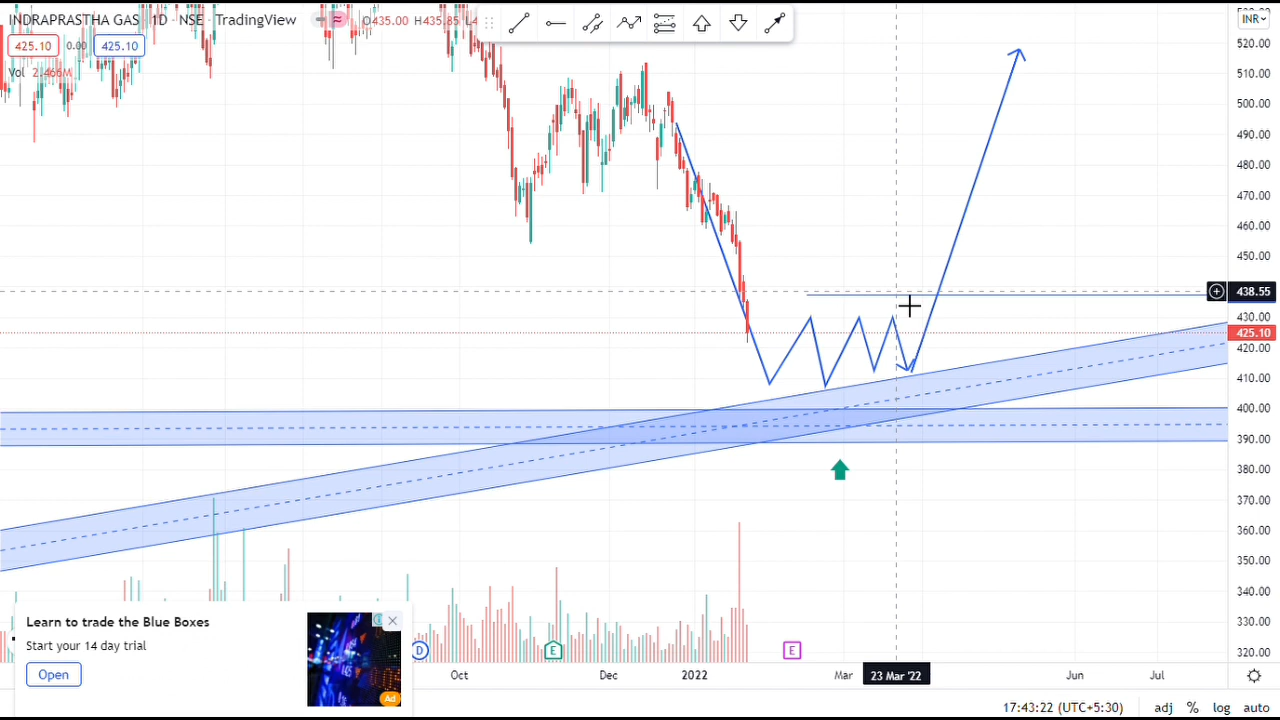 INDRAPRASTHA GAS · 1D · NSE · TradingView
O435.00 H435.85 L4
INR
425.10 0.00 425.10
Vol 2.466M
520.00
510.00
500.00
490.00
480.00
470.00
460.00
450.00
438.55
430.00
425.10
420.00
410.00
400.00
390.00
380.00
370.00
360.00
350.00
340.00
330.00
320.00
Learn to trade the Blue Boxes
Start your 14 day trial
Open
Ad
D
E
E
Oct
Dec
2022
Mar
23 Mar '22
Jun
Jul
17:43:22 (UTC+5:30)
adj
%
log
auto